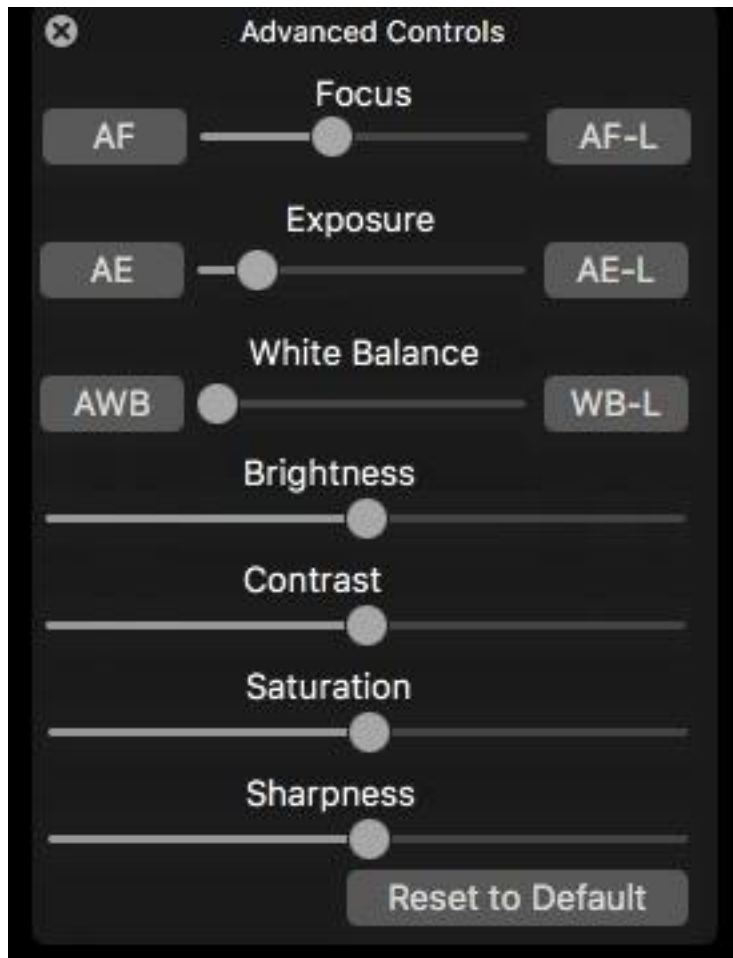 Advanced Controls
Focus
AF AF-L
Exposure
AE AE-L
White Balance
AWB WB-L
Brightness
Contrast
Saturation
Sharpness
Reset to Default